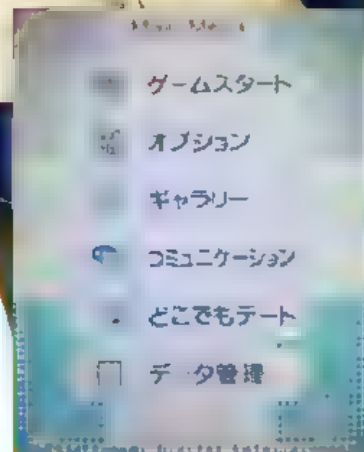 ゲームスタート
オプション
ギャラリー
コミュニケーション
どこでもデート
データ管理